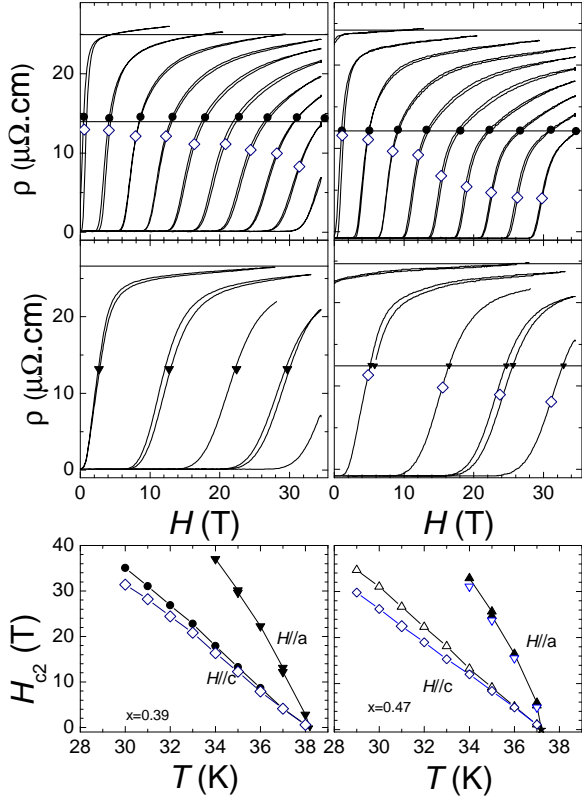 20
10
0
ρ (μΩ.cm)
20
10
0
ρ (μΩ.cm)
0 10 20 30
0 10 20 30
H (T)
H (T)
40
30
20
10
0
H_c2 (T)
H//a
H//c
x=0.39
H//a
H//c
x=0.47
28 30 32 34 36 38
28 30 32 34 36 38
T (K)
T (K)